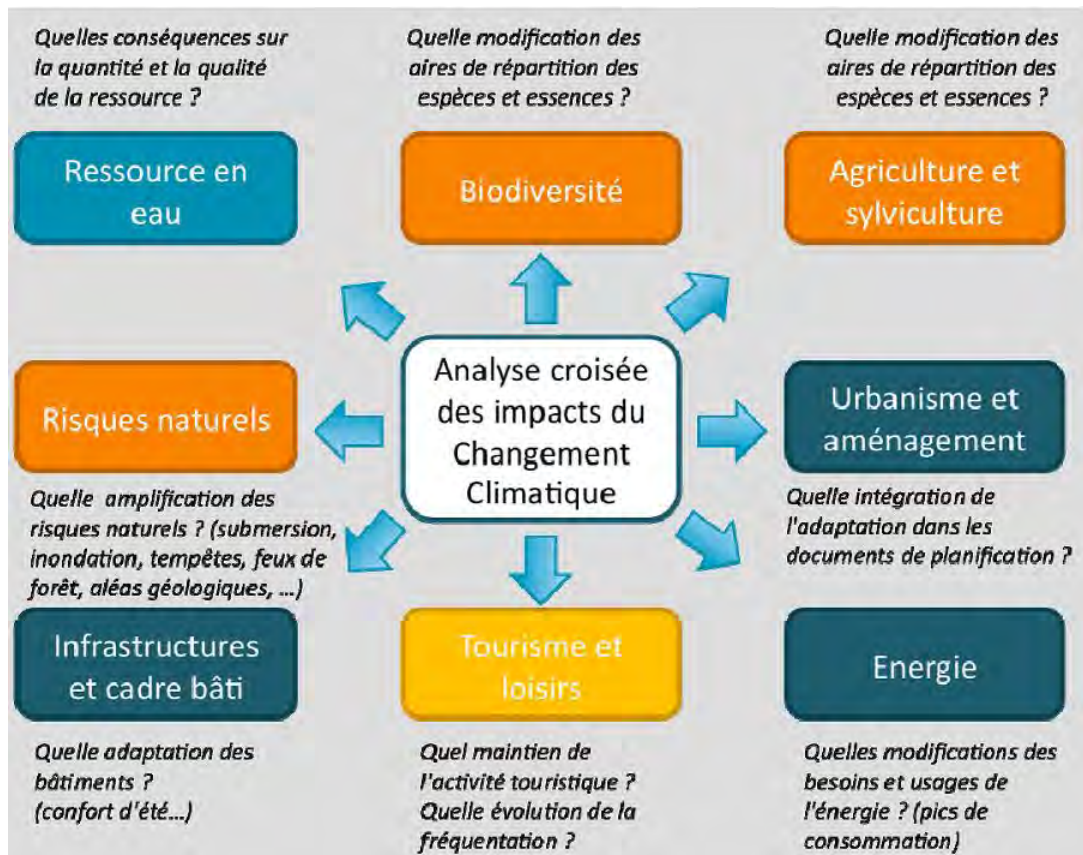 Quelles conséquences sur
la quantité et la qualité
de la ressource ?
Ressource en
eau
Quelle modification des
aires de répartition des
espèces et essences ?
Biodiversité
Quelle modification des
aires de répartition des
espèces et essences ?
Agriculture et
sylviculture
Analyse croisée
des impacts du
Changement
Climatique
Risques naturels
Quelle amplification des
risques naturels ? (submersion,
inondation, tempêtes, feux de
forêt, aléas géologiques, ...)
Urbanisme et
aménagement
Quelle intégration de
l'adaptation dans les
documents de planification ?
Infrastructures
et cadre bâti
Quelle adaptation des
bâtiments ?
(confort d'été...)
Tourisme et
loisirs
Quel maintien de
l'activité touristique ?
Quelle évolution de la
fréquentation ?
Energie
Quelles modifications des
besoins et usages de
l'énergie ? (pics de
consommation)